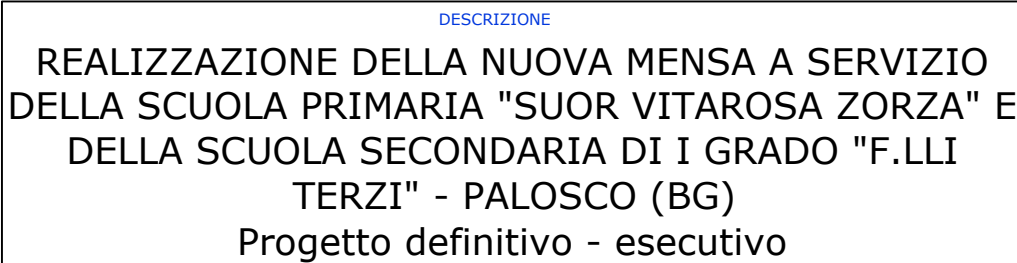 DESCRIZIONE
REALIZZAZIONE DELLA NUOVA MENSA A SERVIZIO
DELLA SCUOLA PRIMARIA "SUOR VITAROSA ZORZA" E
DELLA SCUOLA SECONDARIA DI I GRADO "F.LLI
TERZI" - PALOSCO (BG)
Progetto definitivo - esecutivo